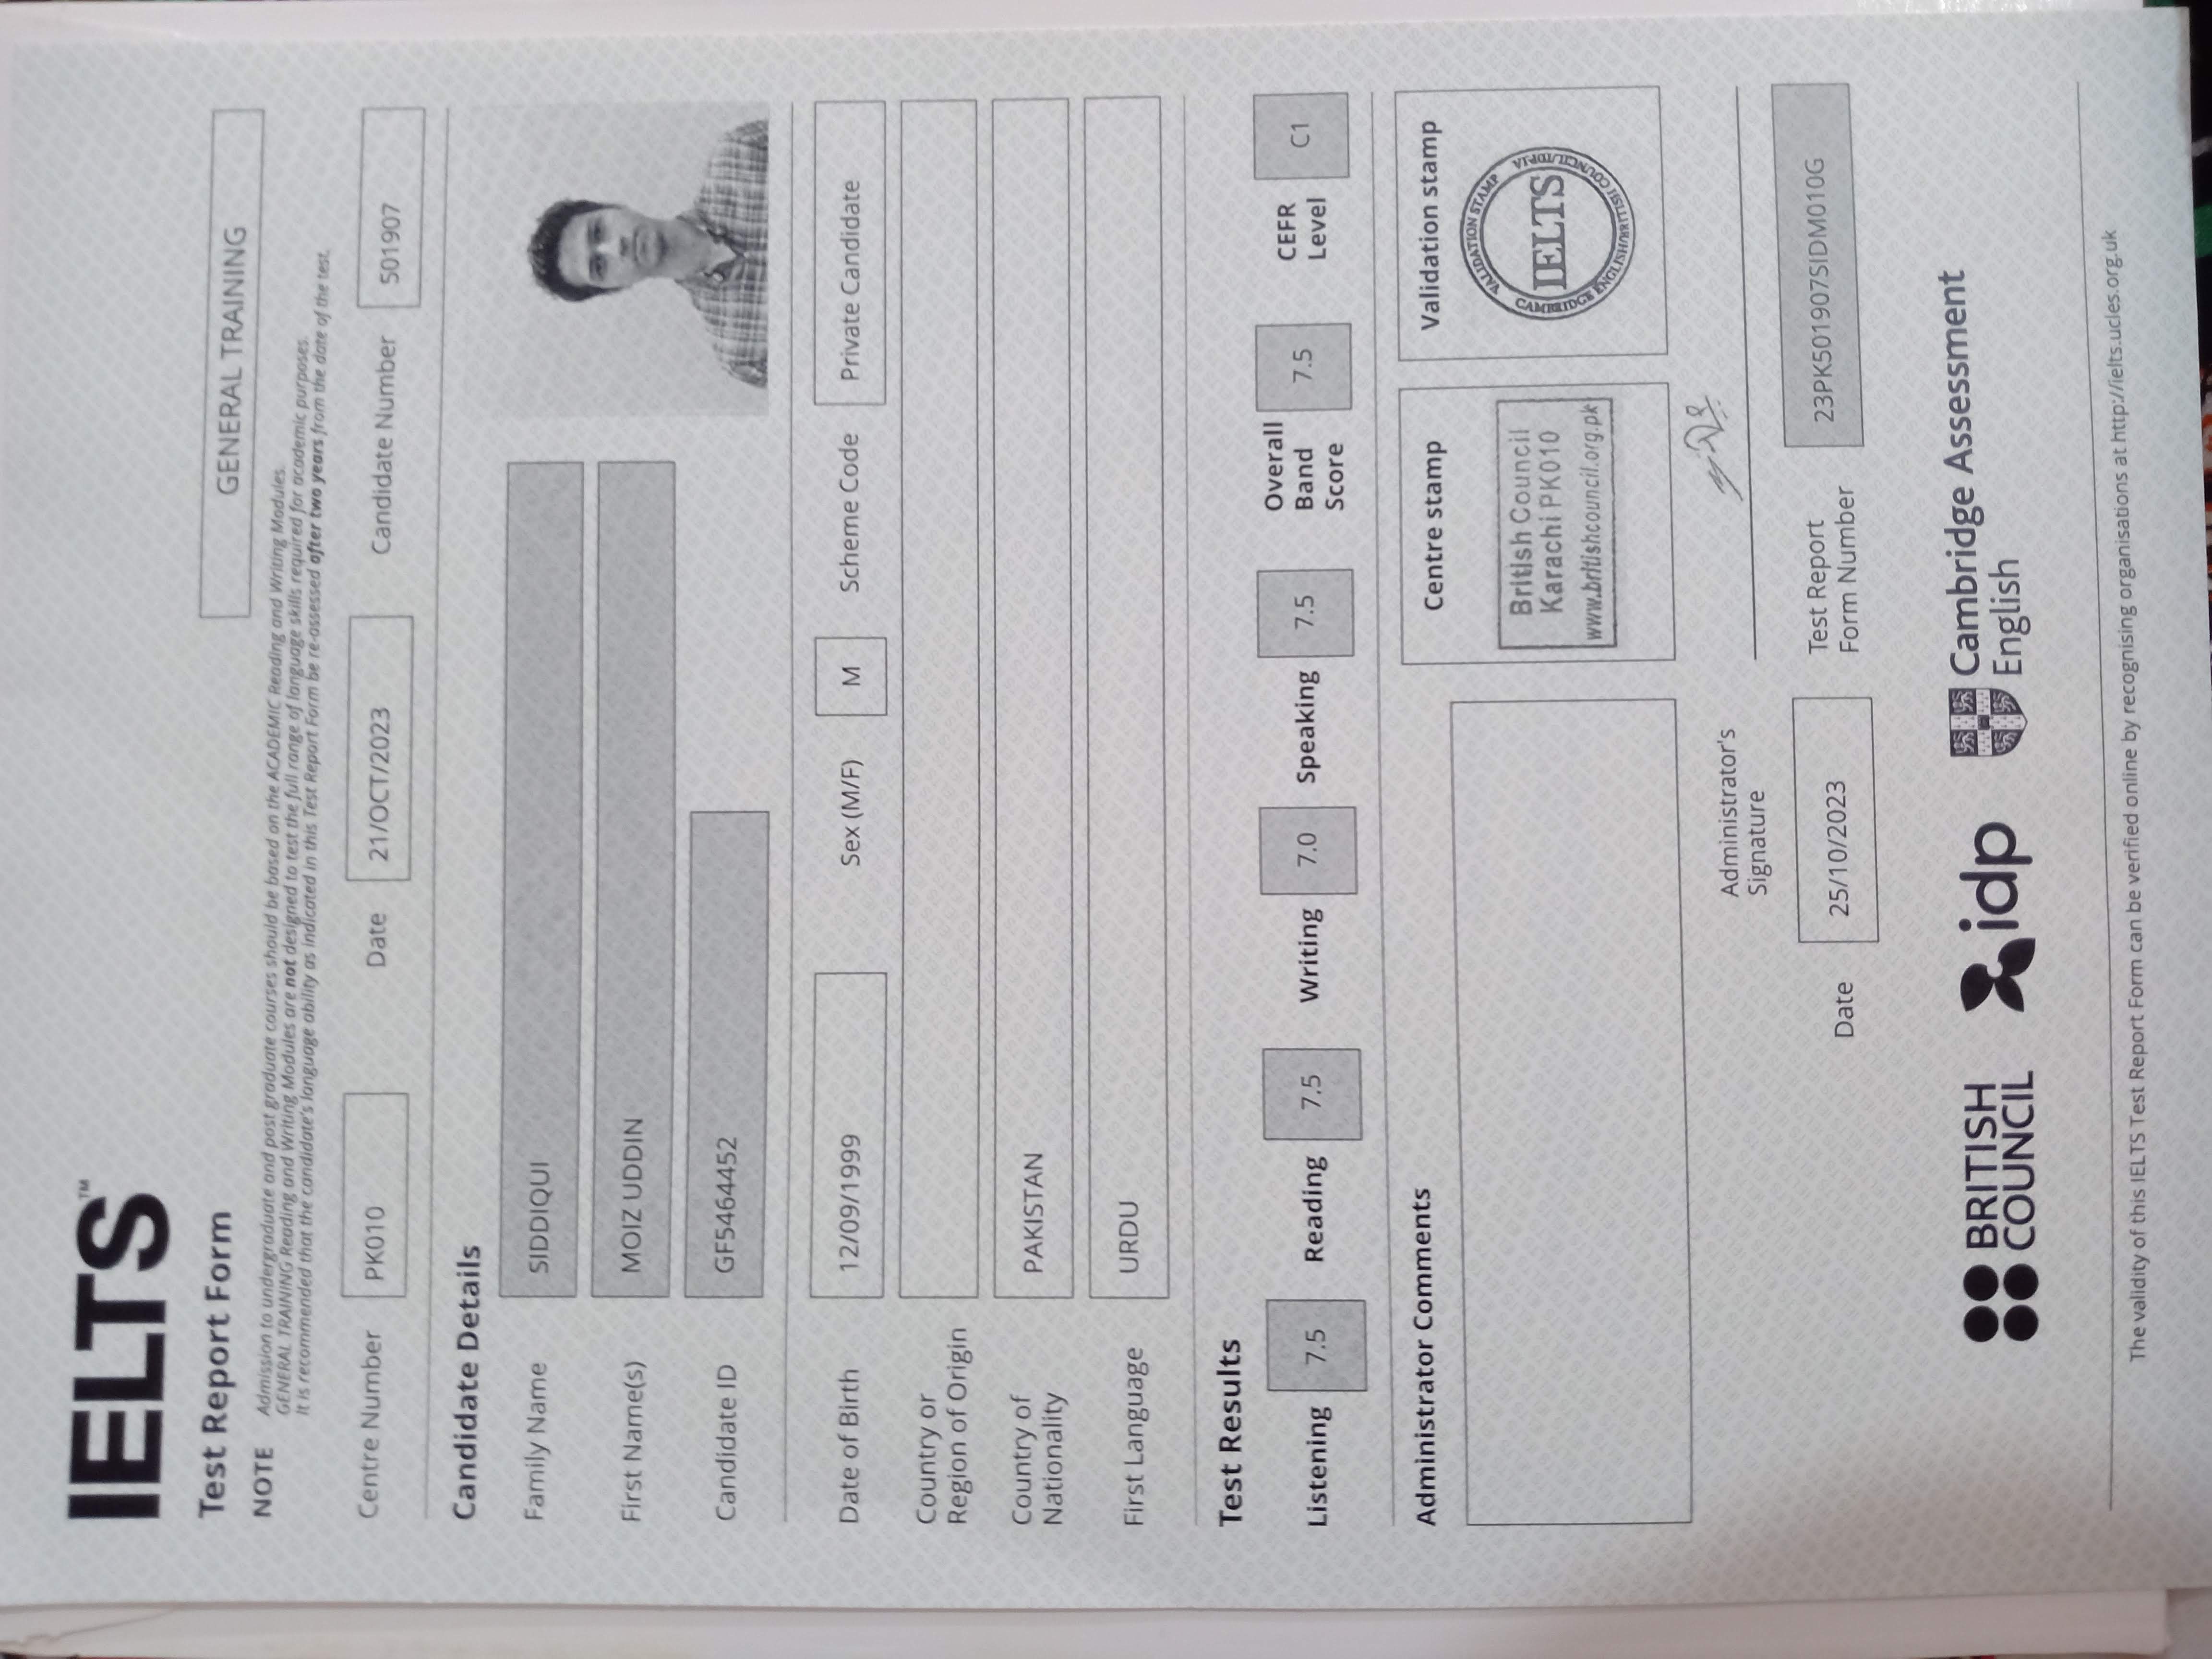 IELTS™
Test Report Form
GENERAL TRAINING
NOTE Admission to undergraduate and post graduate courses should be based on the ACADEMIC Reading and Writing Modules.
GENERAL TRAINING Reading and Writing Modules are not designed to test the full range of language skills required for academic purposes.
It is recommended that the candidate's language ability as indicated in this Test Report Form be re-assessed after two years from the date of the test.
Centre Number PK010 Date 21/OCT/2023 Candidate Number 501907
Candidate Details
Family Name SIDDIQUI
First Name(s) MOIZ UDDIN
Candidate ID GF5464452
Date of Birth 12/09/1999 Sex (M/F) M Scheme Code Private Candidate
Country or
Region of Origin
Country of
Nationality
PAKISTAN
First Language URDU
Test Results
Listening 7.5 Reading 7.5 Writing 7.0 Speaking 7.5
Overall
Band
Score
7.5
CEFR
Level
C1
Administrator Comments
Centre stamp
British Council
Karachi PK010
www.britishcouncil.org.pk
Validation stamp
VALIDATION STAMP
IELTS
CAMBRIDGE ENGLISH/BRITISH COUNCIL/IDPIA
Administrator's
Signature
Date 25/10/2023
Test Report
Form Number
23PK501907SIDM010G
BRITISH
COUNCIL
idp
Cambridge Assessment
English
The validity of this IELTS Test Report Form can be verified online by recognising organisations at http://ielts.ucles.org.uk